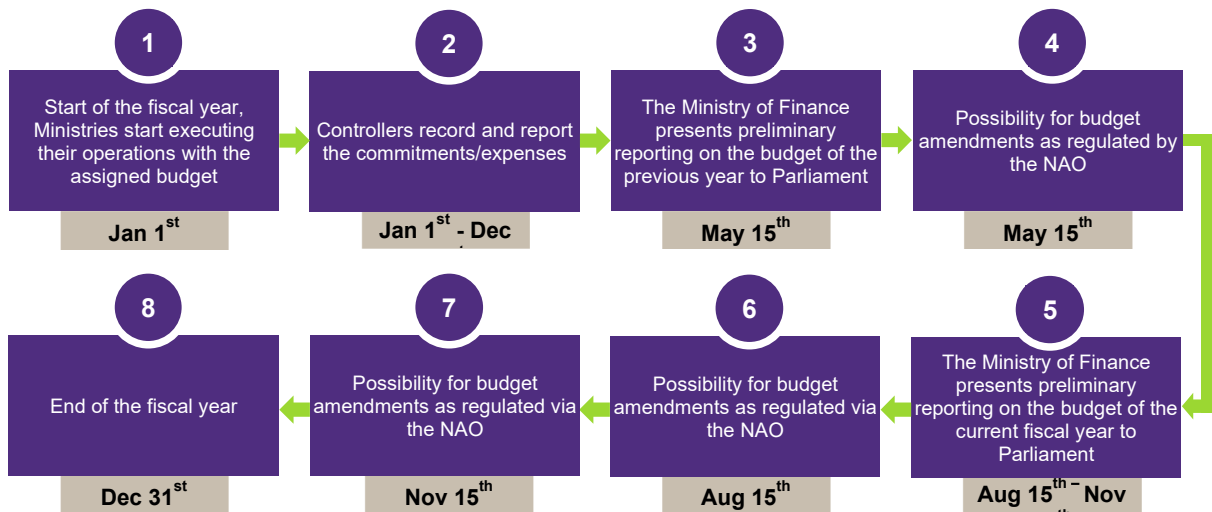 1
Start of the fiscal year,
Ministries start executing
their operations with the
assigned budget
Jan 1st
2
Controllers record and report
the commitments/expenses
Jan 1st - Dec
3
The Ministry of Finance
presents preliminary
reporting on the budget of the
previous year to Parliament
May 15th
4
Possibility for budget
amendments as regulated by
the NAO
May 15th
5
The Ministry of Finance
presents preliminary
reporting on the budget of the
current fiscal year to
Parliament
Aug 15th – Nov
6
Possibility for budget
amendments as regulated via
the NAO
Aug 15th
7
Possibility for budget
amendments as regulated via
the NAO
Nov 15th
8
End of the fiscal year
Dec 31st